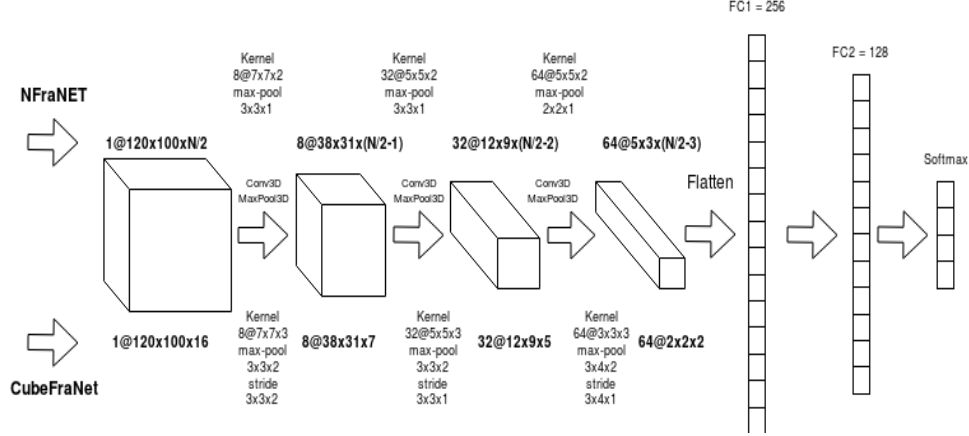 FC1 = 256
FC2 = 128
Kernel
8@7x7x2
max-pool
3x3x1
Kernel
32@5x5x2
max-pool
3x3x1
Kernel
64@5x5x2
max-pool
2x2x1
NFraNET
1@120x100xN/2
8@38x31x(N/2-1)
32@12x9x(N/2-2)
64@5x3x(N/2-3)
Softmax
Conv3D
MaxPool3D
Conv3D
MaxPool3D
Conv3D
MaxPool3D
Flatten
1@120x100x16
Kernel
8@7x7x3
max-pool
3x3x2
stride
3x3x2
8@38x31x7
Kernel
32@5x5x3
max-pool
3x3x2
stride
3x3x1
32@12x9x5
Kernel
64@3x3x3
max-pool
3x4x2
stride
3x4x1
64@2x2x2
CubeFraNet